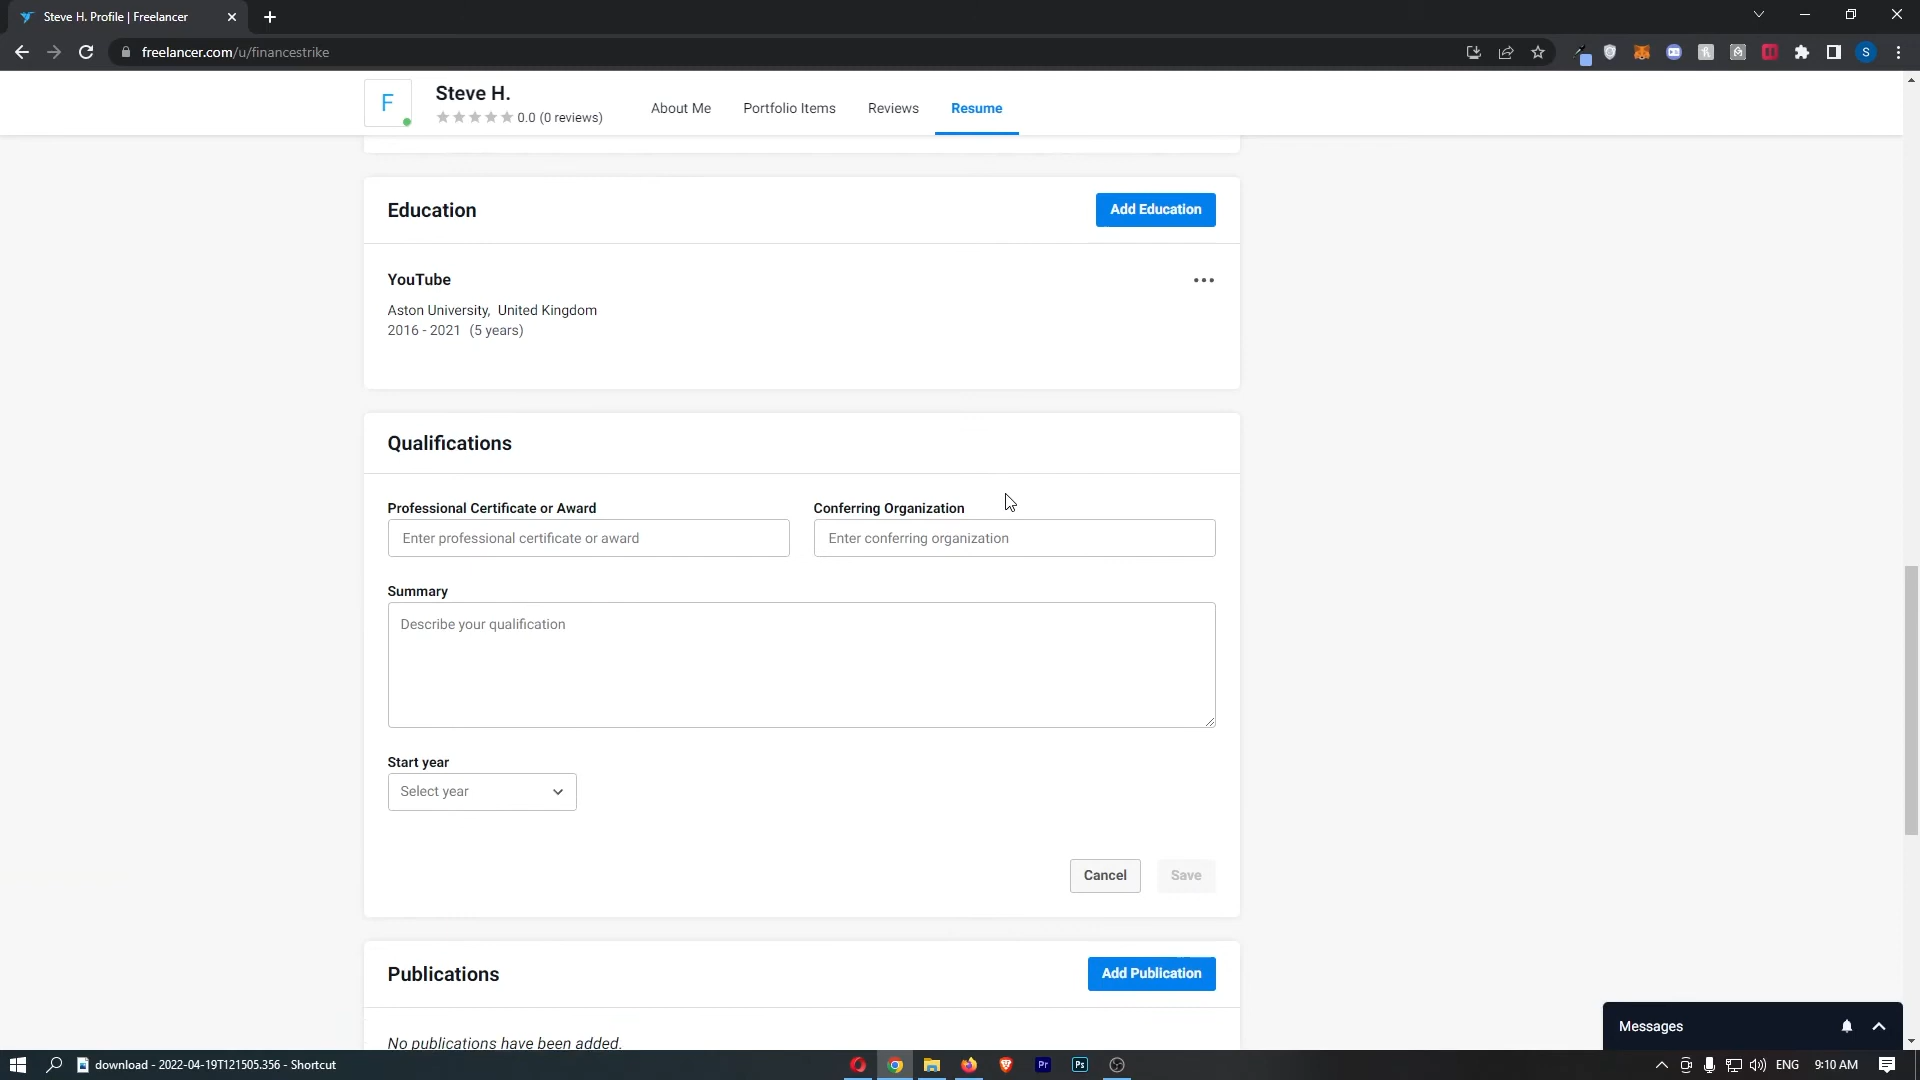 Steve H. Profile | Freelancer
freelancer.com/u/financestrike
S
F
Steve H.
0.0 (0 reviews)
About Me
Portfolio Items
Reviews
Resume
Education
Add Education
YouTube
Aston University, United Kingdom
2016 - 2021 (5 years)
Qualifications
Professional Certificate or Award
Conferring Organization
Enter professional certificate or award
Enter conferring organization
Summary
Describe your qualification
Start year
Select year
Cancel
Save
Publications
Add Publication
No publications have been added.
Messages
download - 2022-04-19T121505.356 - Shortcut
Pr
Ps
ENG
9:10 AM